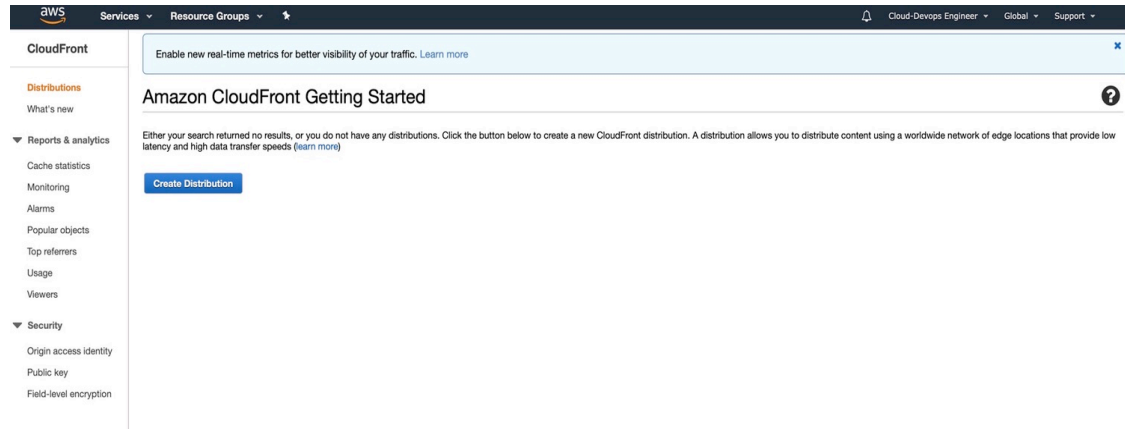 aws Services Resource Groups Cloud-Devops Engineer Global Support
CloudFront
Distributions
What's new
Reports & analytics
Cache statistics
Monitoring
Alarms
Popular objects
Top referrers
Usage
Viewers
Security
Origin access identity
Public key
Field-level encryption
Enable new real-time metrics for better visibility of your traffic. Learn more
Amazon CloudFront Getting Started
Either your search returned no results, or you do not have any distributions. Click the button below to create a new CloudFront distribution. A distribution allows you to distribute content using a worldwide network of edge locations that provide low
latency and high data transfer speeds (learn more)
Create Distribution